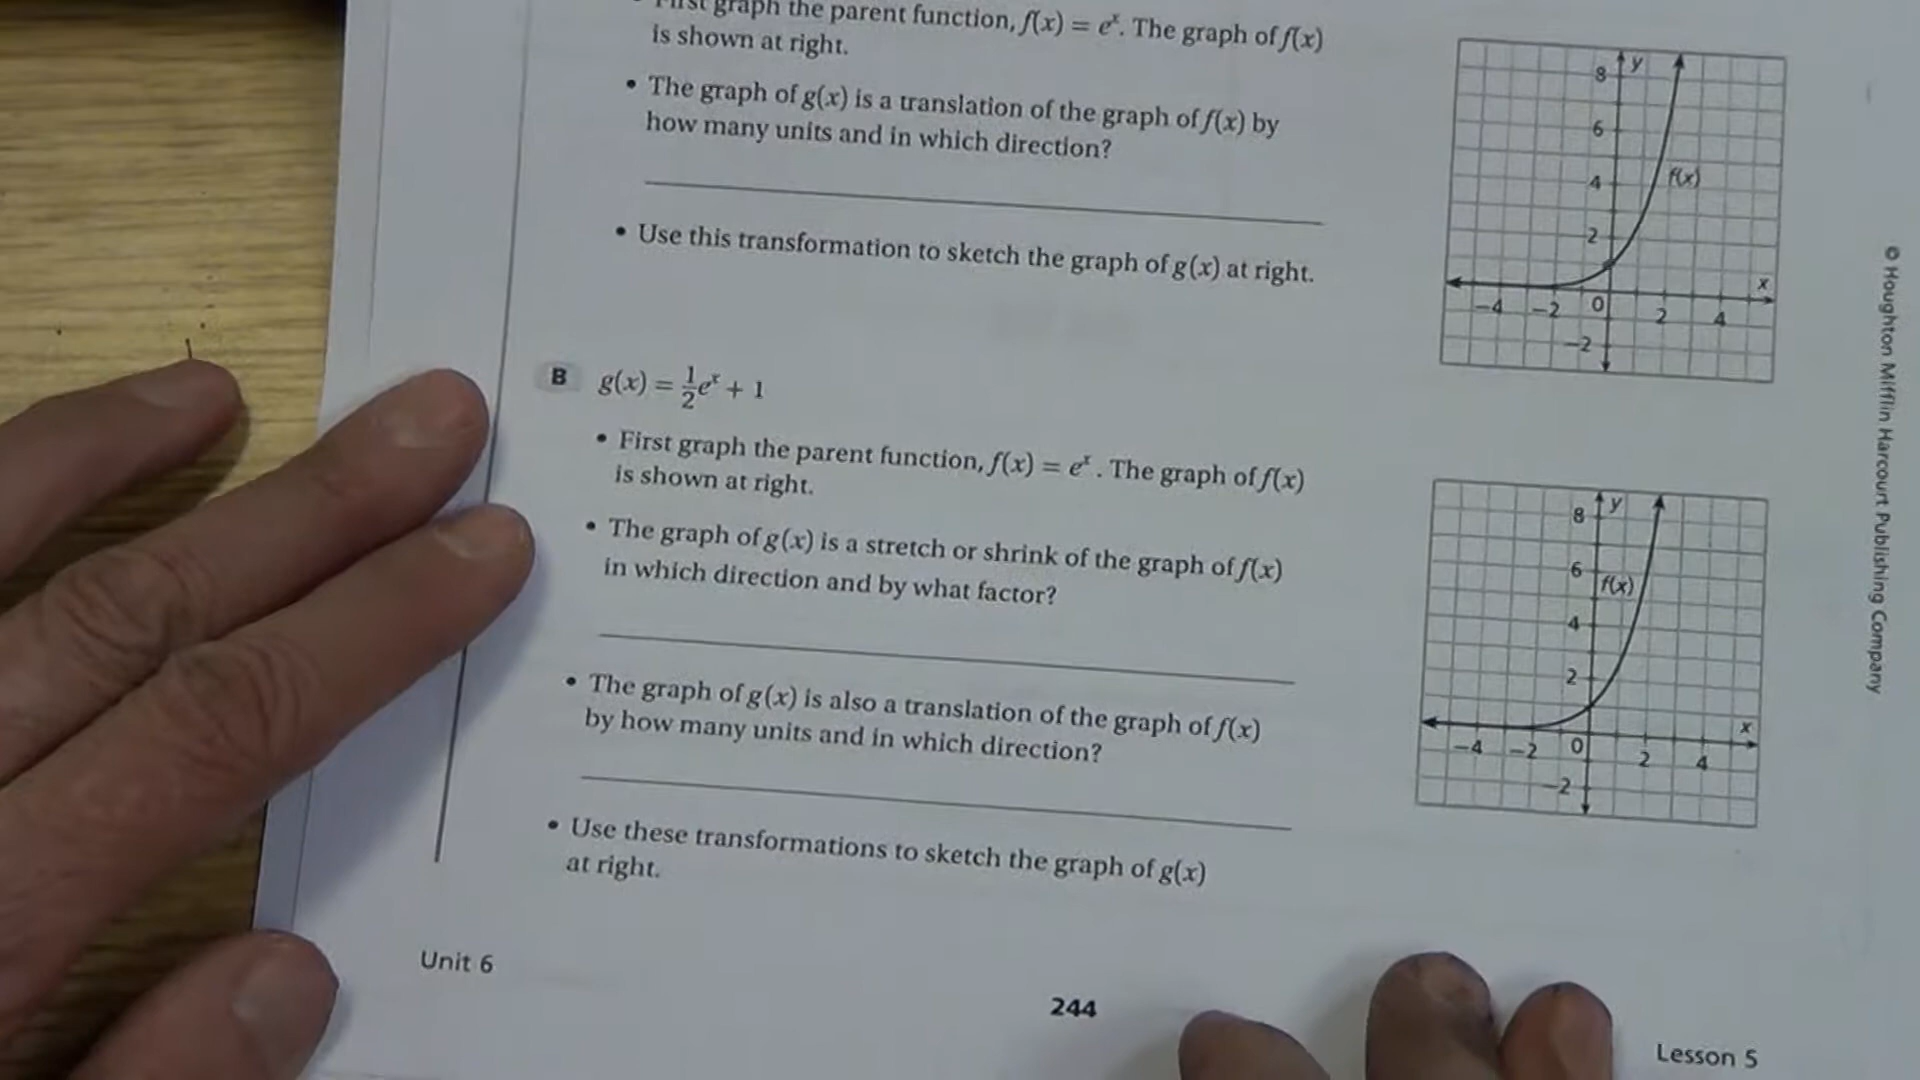 First graph the parent function, f(x) = eˣ. The graph of f(x)
is shown at right.
• The graph of g(x) is a translation of the graph of f(x) by
how many units and in which direction?
• Use this transformation to sketch the graph of g(x) at right.
8 y
6
4 f(x)
2
x
−4 −2 0 2 4
−2
B g(x) = ½eˣ + 1
• First graph the parent function, f(x) = eˣ. The graph of f(x)
is shown at right.
• The graph of g(x) is a stretch or shrink of the graph of f(x)
in which direction and by what factor?
• The graph of g(x) is also a translation of the graph of f(x)
by how many units and in which direction?
• Use these transformations to sketch the graph of g(x)
at right.
8 y
6 f(x)
4
2
x
−4 −2 0 2 4
−2
© Houghton Mifflin Harcourt Publishing Company
Unit 6
244
Lesson 5